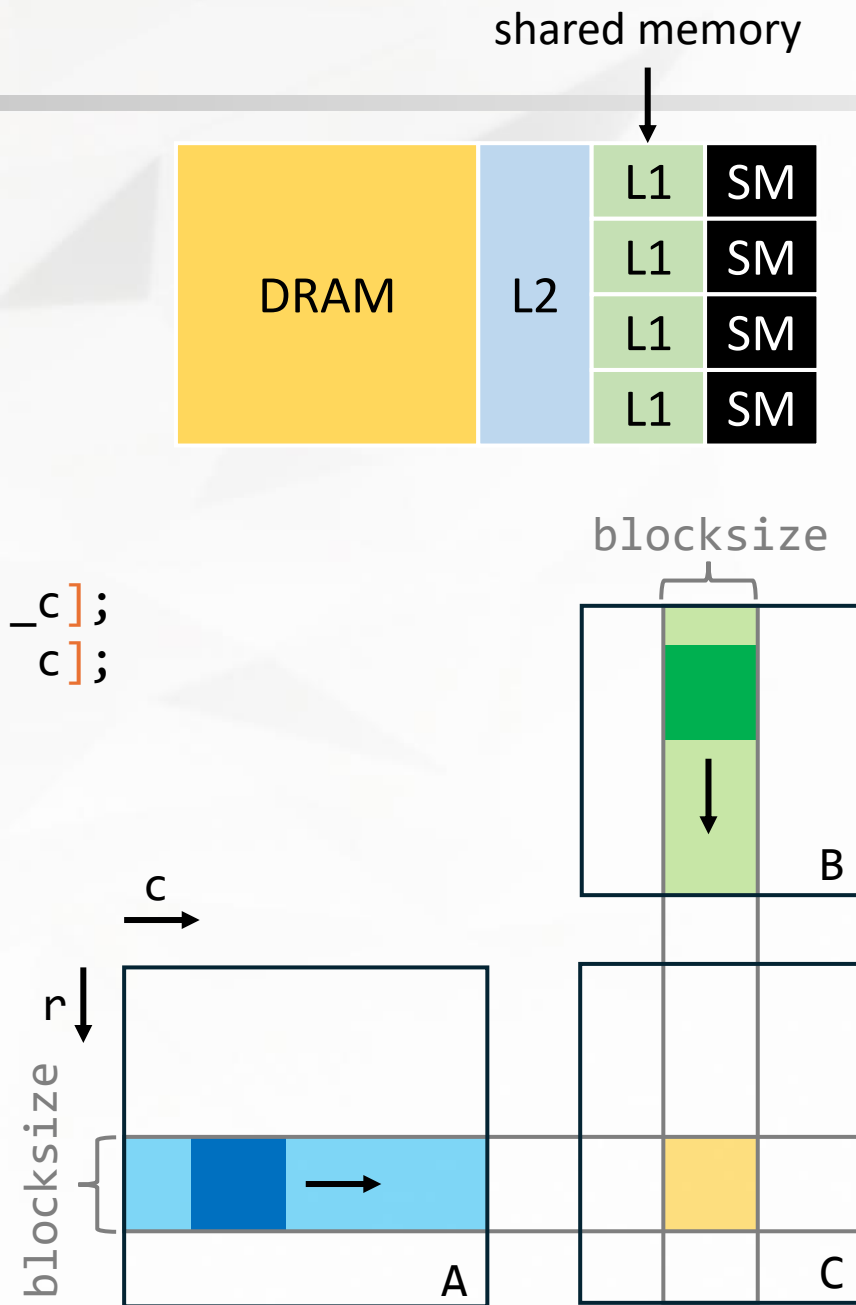 shared memory
DRAM L2 L1 SM
L1 SM
L1 SM
L1 SM
blocksize
_c];
c];
B
c
r
blocksize
A
C